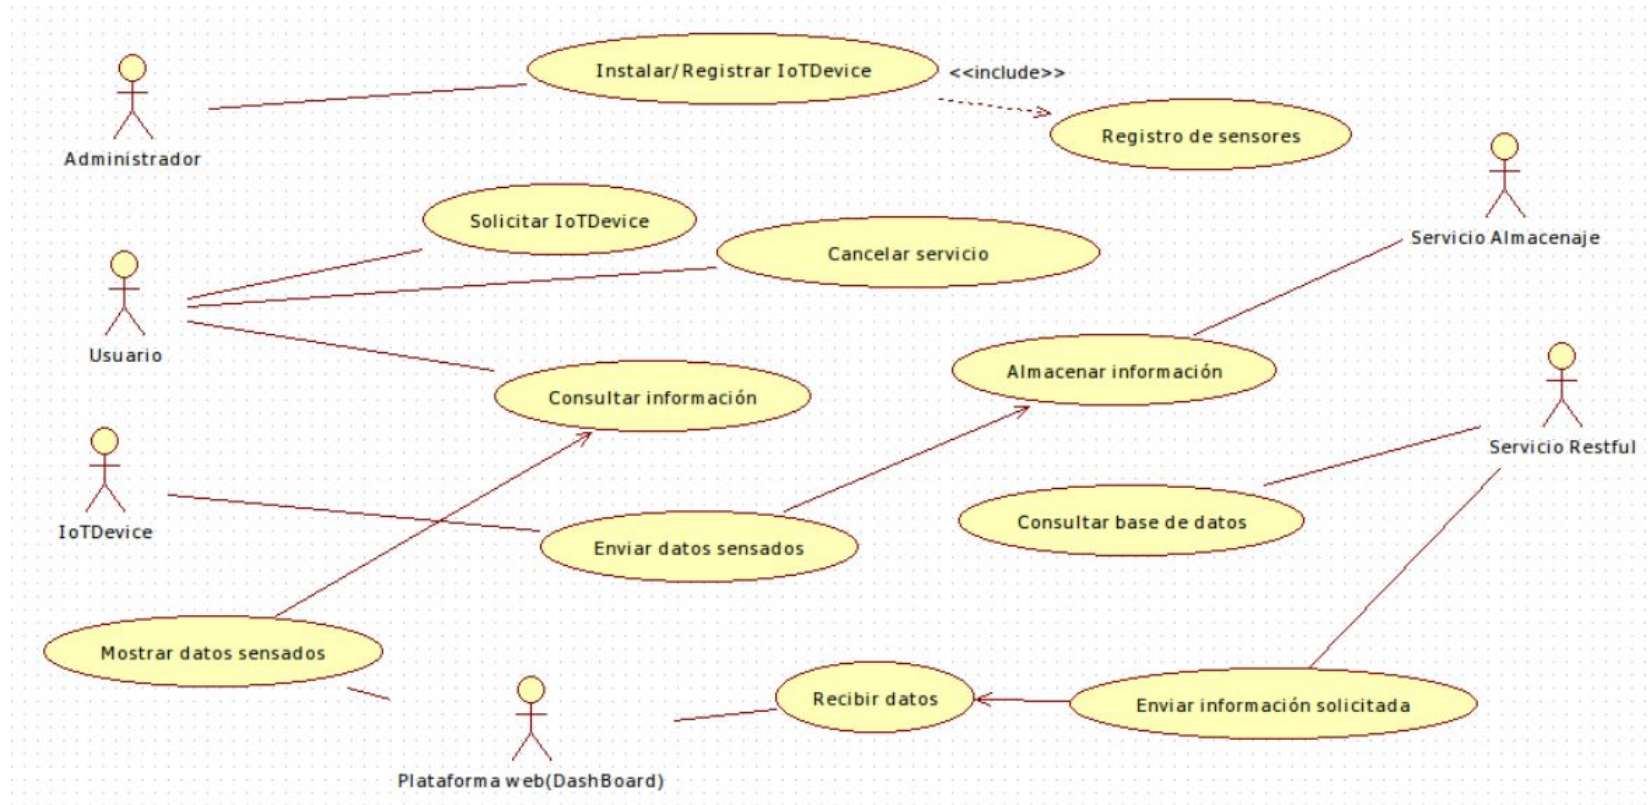 Instalar/Registrar IoTDevice
<<include>>
Registro de sensores
Administrador
Solicitar IoTDevice
Cancelar servicio
Servicio Almacenaje
Usuario
Consultar información
Almacenar información
Servicio Restful
IoTDevice
Enviar datos sensados
Consultar base de datos
Mostrar datos sensados
Recibir datos
Enviar información solicitada
Plataforma web(DashBoard)